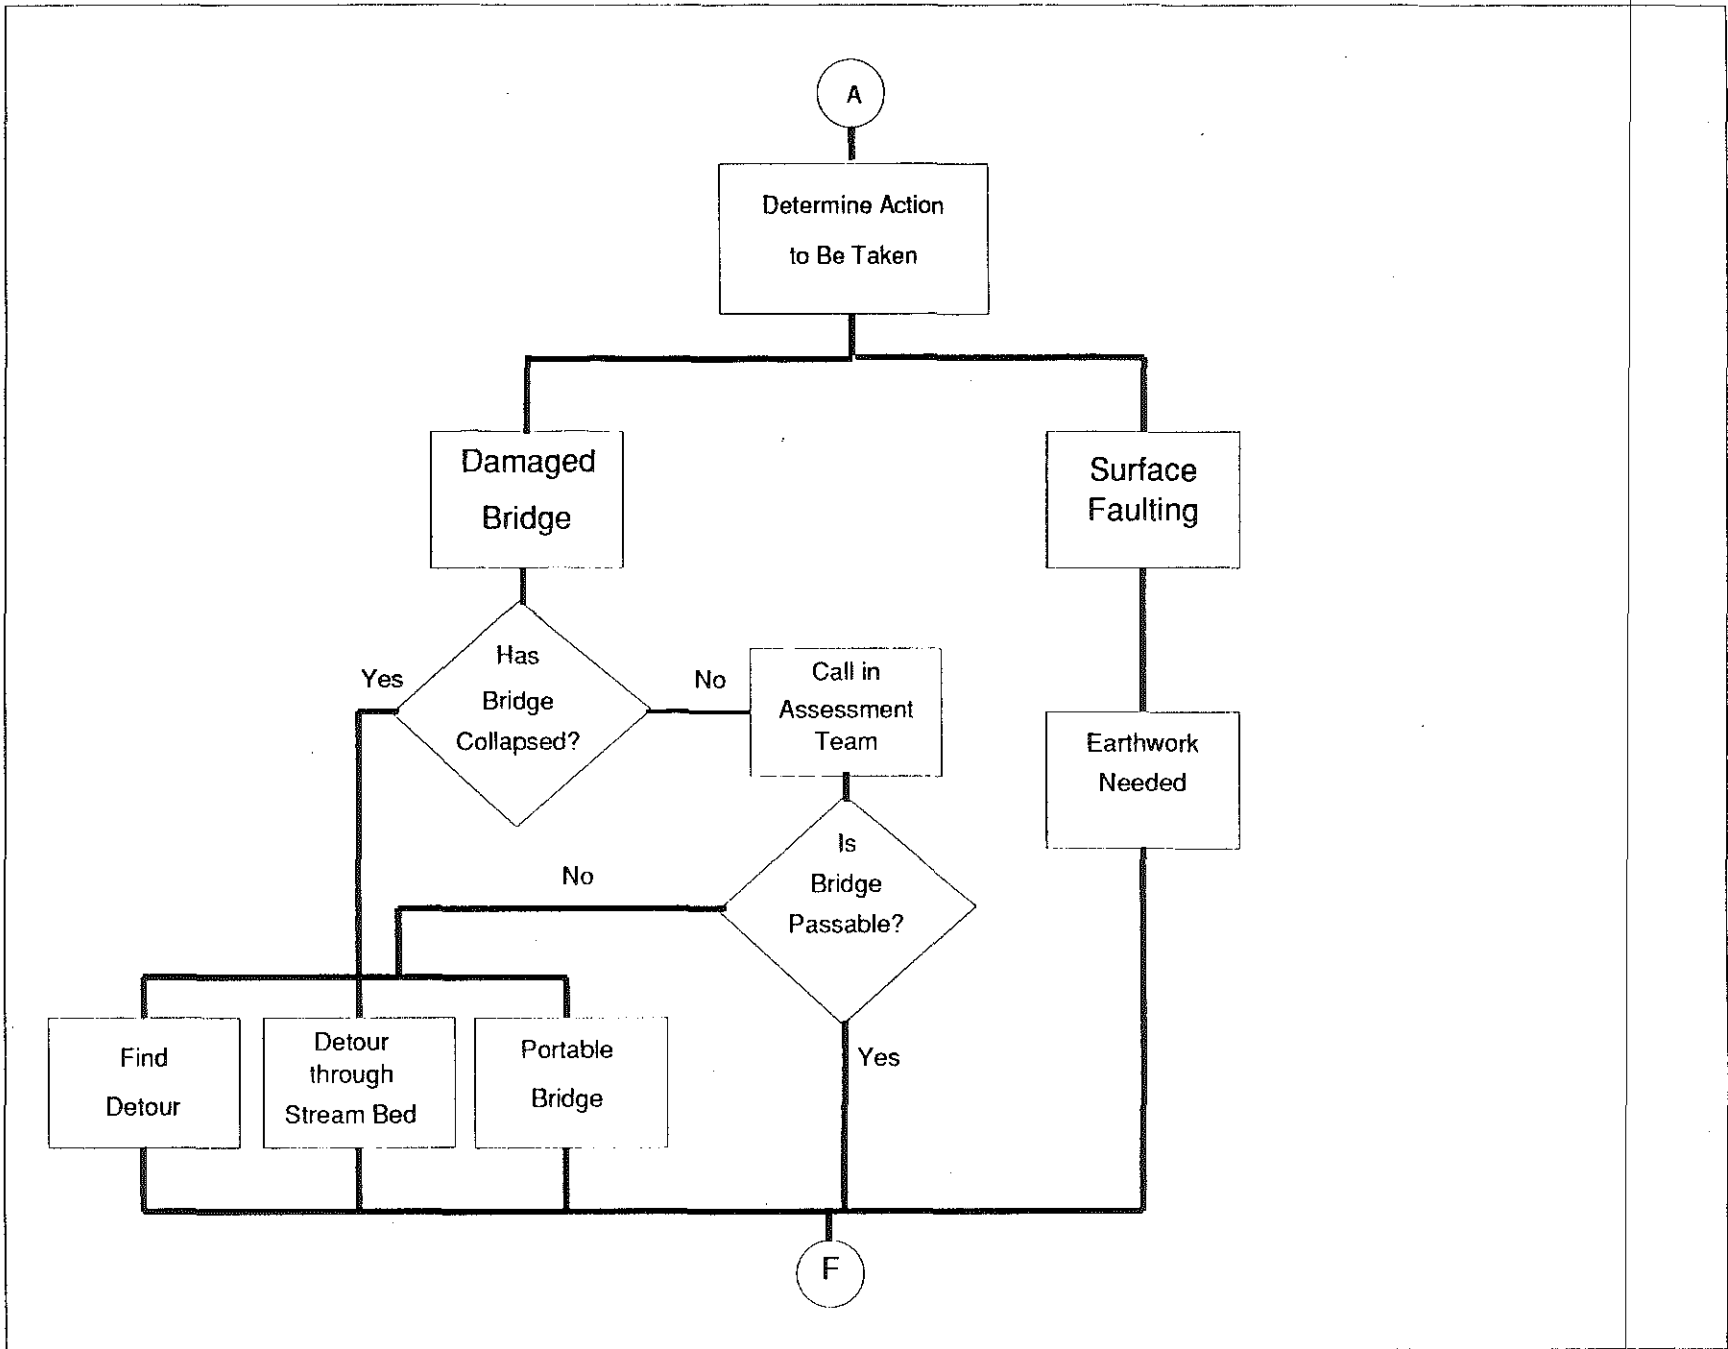 A
Determine Action
to Be Taken
Damaged
Bridge
Surface
Faulting
Has
Bridge
Collapsed?
Yes
No
Call in
Assessment
Team
Earthwork
Needed
Is
Bridge
Passable?
No
Yes
Find
Detour
Detour
through
Stream Bed
Portable
Bridge
F